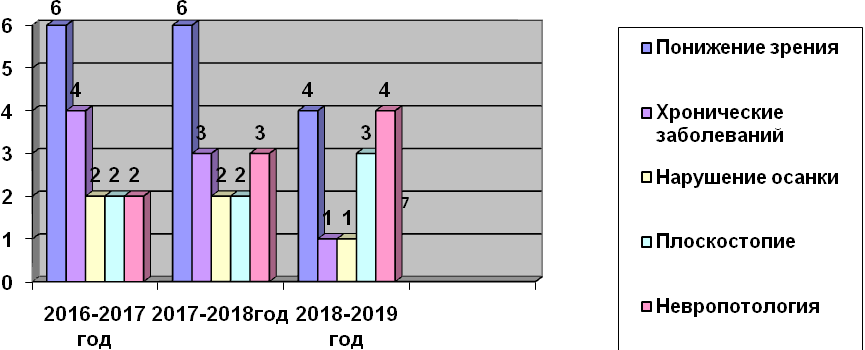 6
5
4
3
2
1
0
6
4
2
2
2
6
3
2
2
3
4
1
1
3
4
7
2016-2017
год
2017-2018год
2018-2019
год
Понижение зрения
Хронические
заболеваний
Нарушение осанки
Плоскостопие
Невропотология